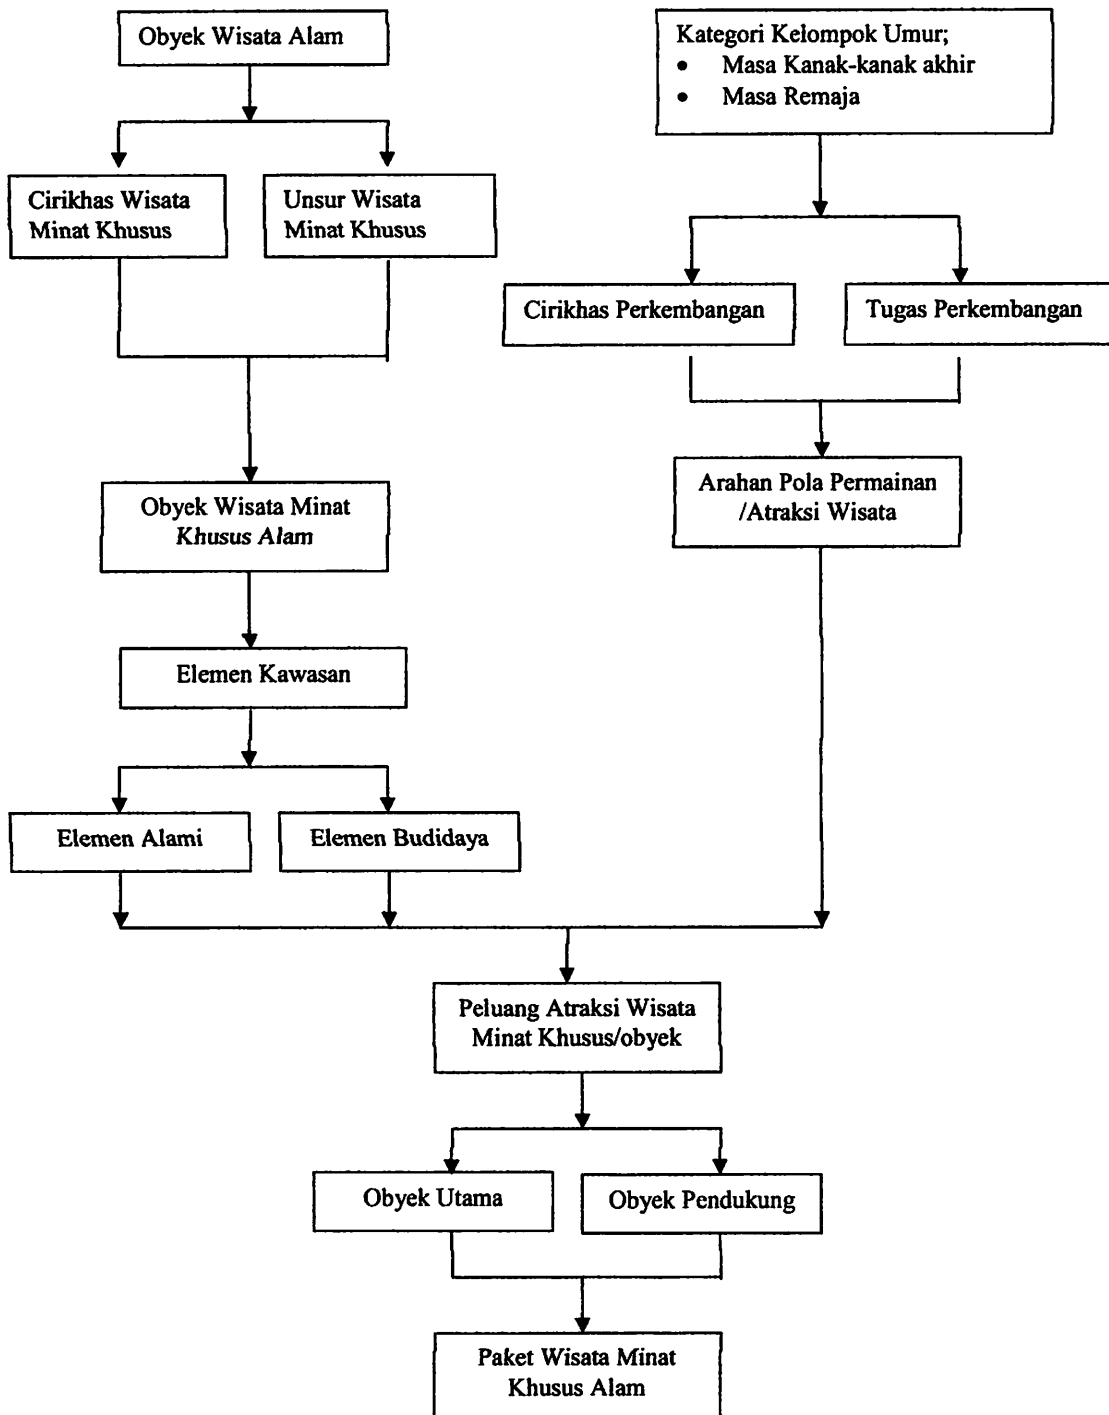 Obyek Wisata Alam
Kategori Kelompok Umur;
• Masa Kanak-kanak akhir
• Masa Remaja
Cirikhas Wisata
Minat Khusus
Unsur Wisata
Minat Khusus
Cirikhas Perkembangan
Tugas Perkembangan
Arahan Pola Permainan
/Atraksi Wisata
Obyek Wisata Minat
Khusus Alam
Elemen Kawasan
Elemen Alami
Elemen Budidaya
Peluang Atraksi Wisata
Minat Khusus/obyek
Obyek Utama
Obyek Pendukung
Paket Wisata Minat
Khusus Alam